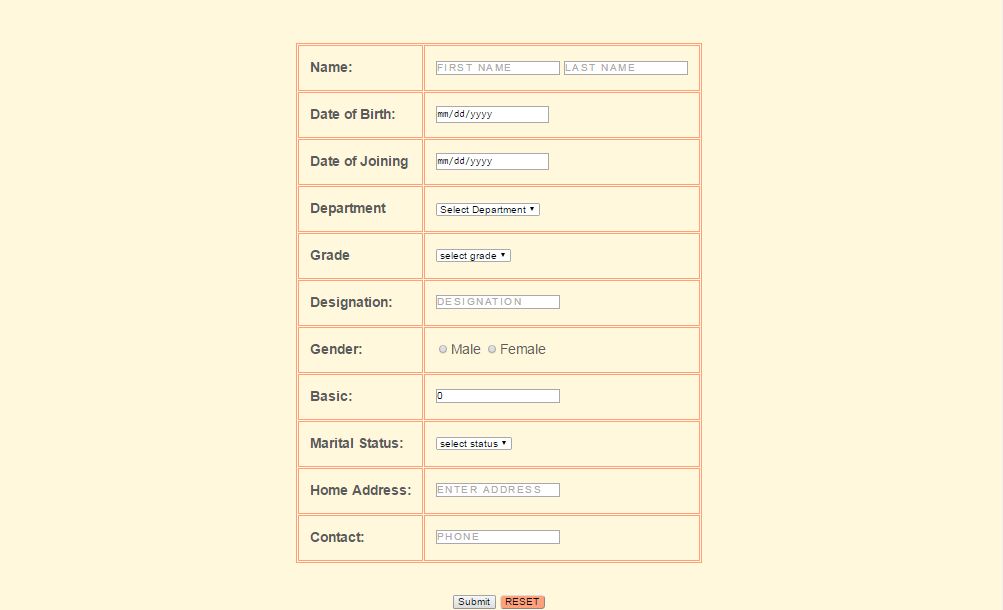 Name: FIRST NAME LAST NAME
Date of Birth: mm/dd/yyyy
Date of Joining mm/dd/yyyy
Department Select Department
Grade select grade
Designation: DESIGNATION
Gender: Male Female
Basic: 0
Marital Status: select status
Home Address: ENTER ADDRESS
Contact: PHONE
Submit RESET